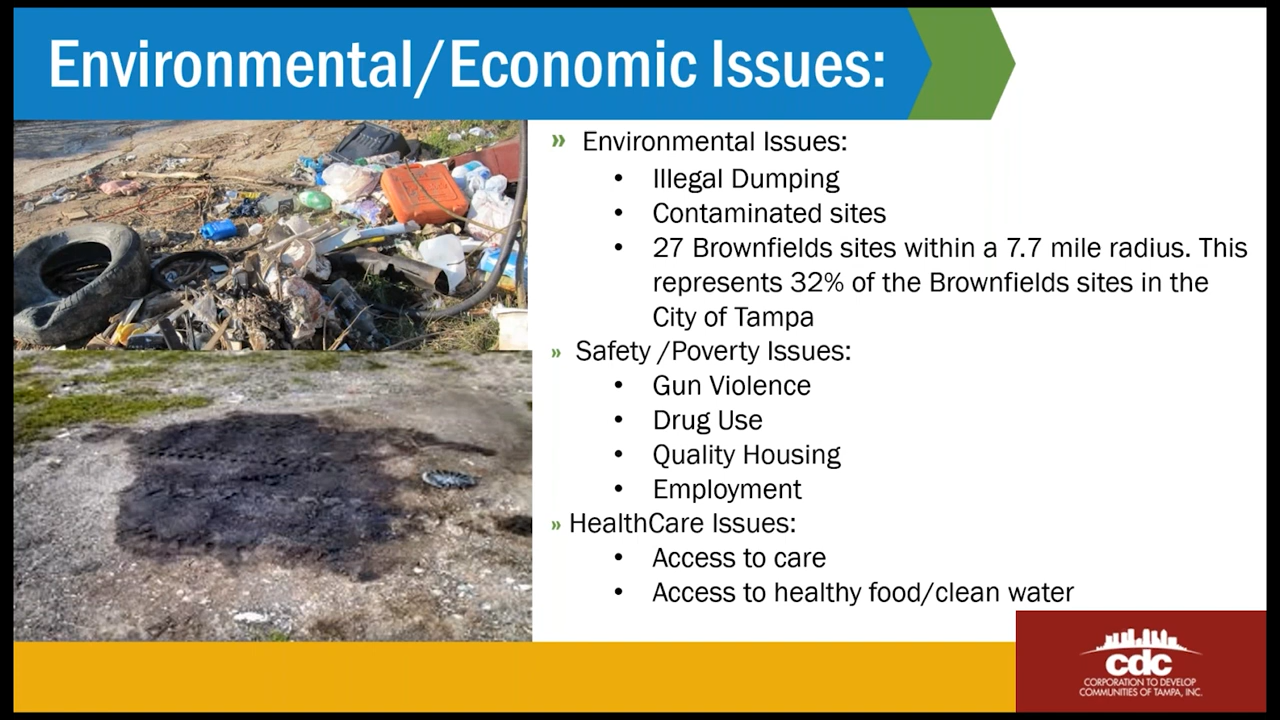 Environmental/Economic Issues:
» Environmental Issues:
• Illegal Dumping
• Contaminated sites
• 27 Brownfields sites within a 7.7 mile radius. This
represents 32% of the Brownfields sites in the
City of Tampa
» Safety /Poverty Issues:
• Gun Violence
• Drug Use
• Quality Housing
• Employment
» HealthCare Issues:
• Access to care
• Access to healthy food/clean water
cdc
CORPORATION TO DEVELOP
COMMUNITIES OF TAMPA, INC.